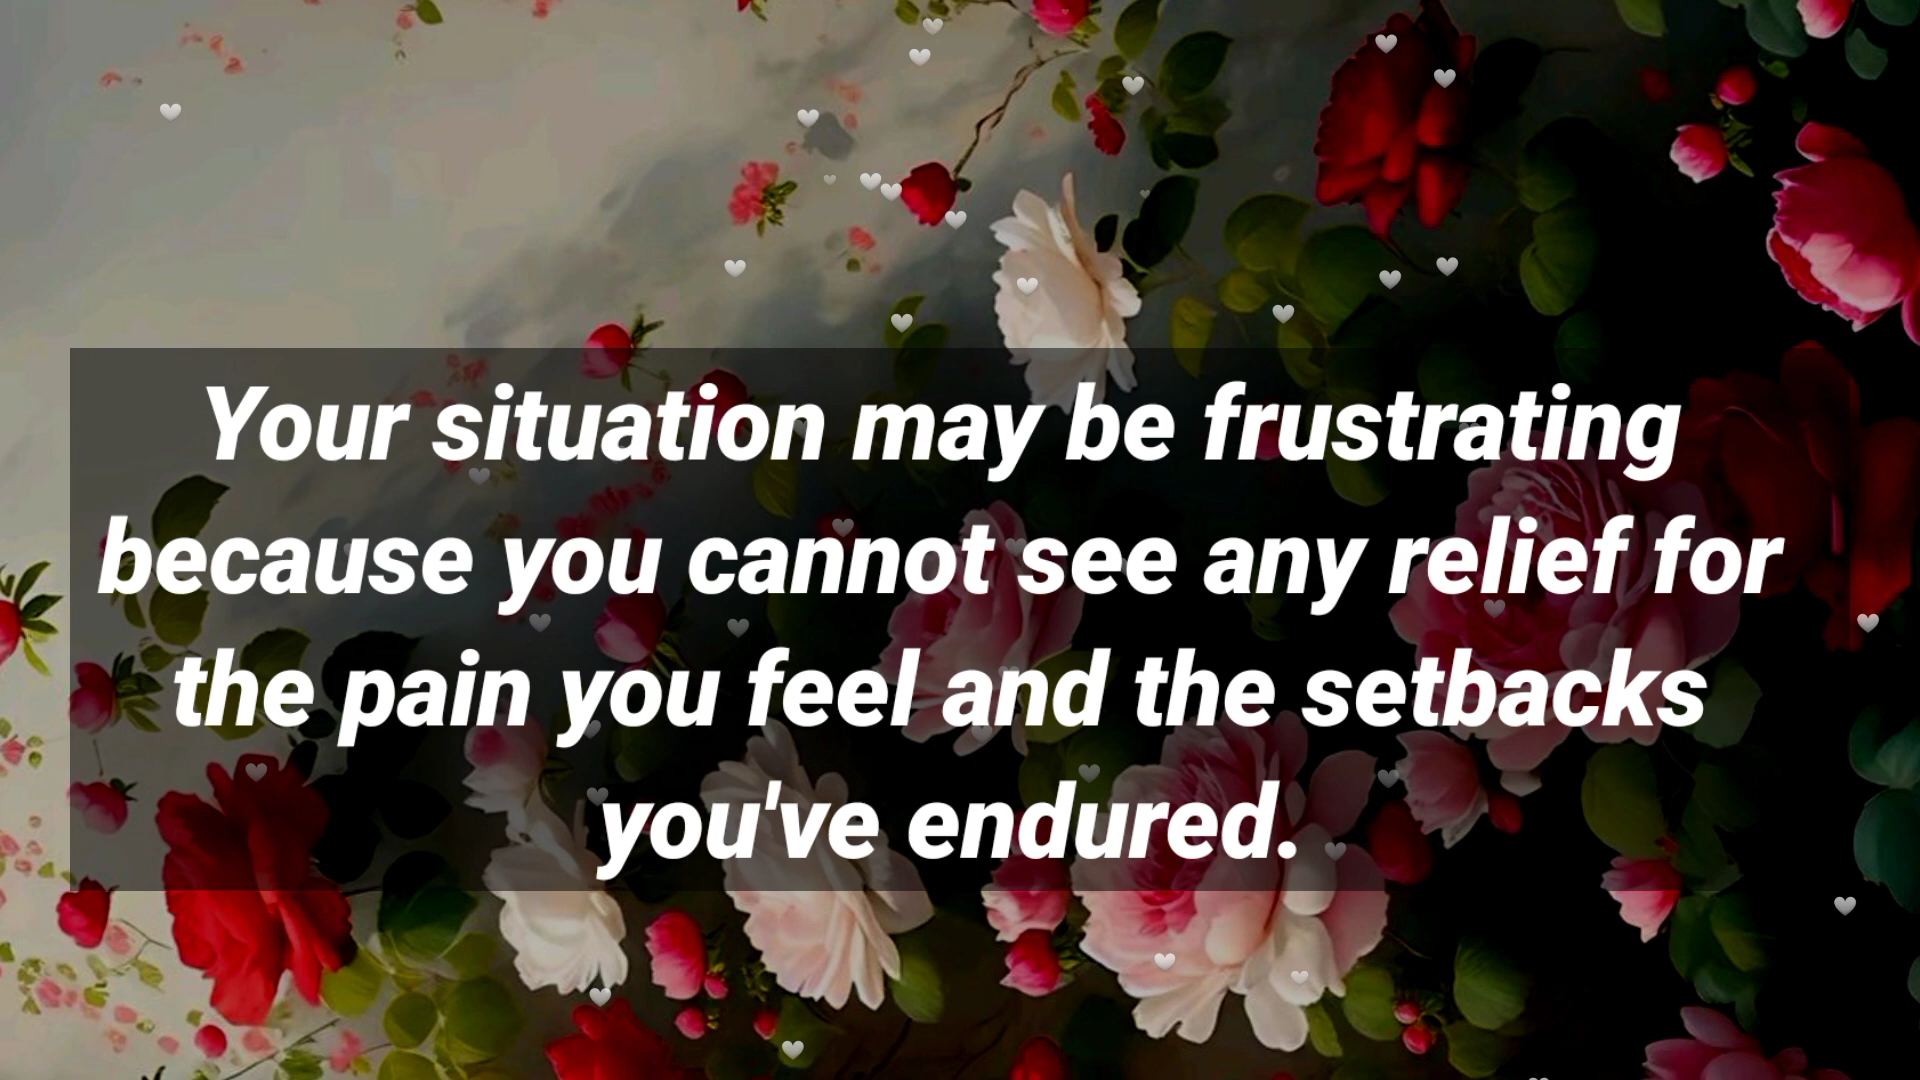 Your situation may be frustrating
because you cannot see any relief for
the pain you feel and the setbacks
you've endured.